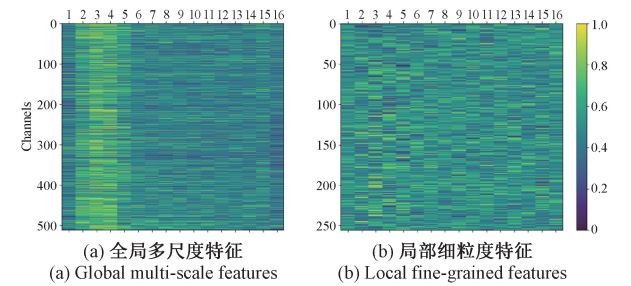 1 2 3 4 5 6 7 8 9 10 11 12 13 14 15 16
0
100
200
300
400
500
Channels
(a) 全局多尺度特征
(a) Global multi-scale features
1 2 3 4 5 6 7 8 9 10 11 12 13 14 15 16
0
50
100
150
200
250
1.0
0.8
0.6
0.4
0.2
0
(b) 局部细粒度特征
(b) Local fine-grained features